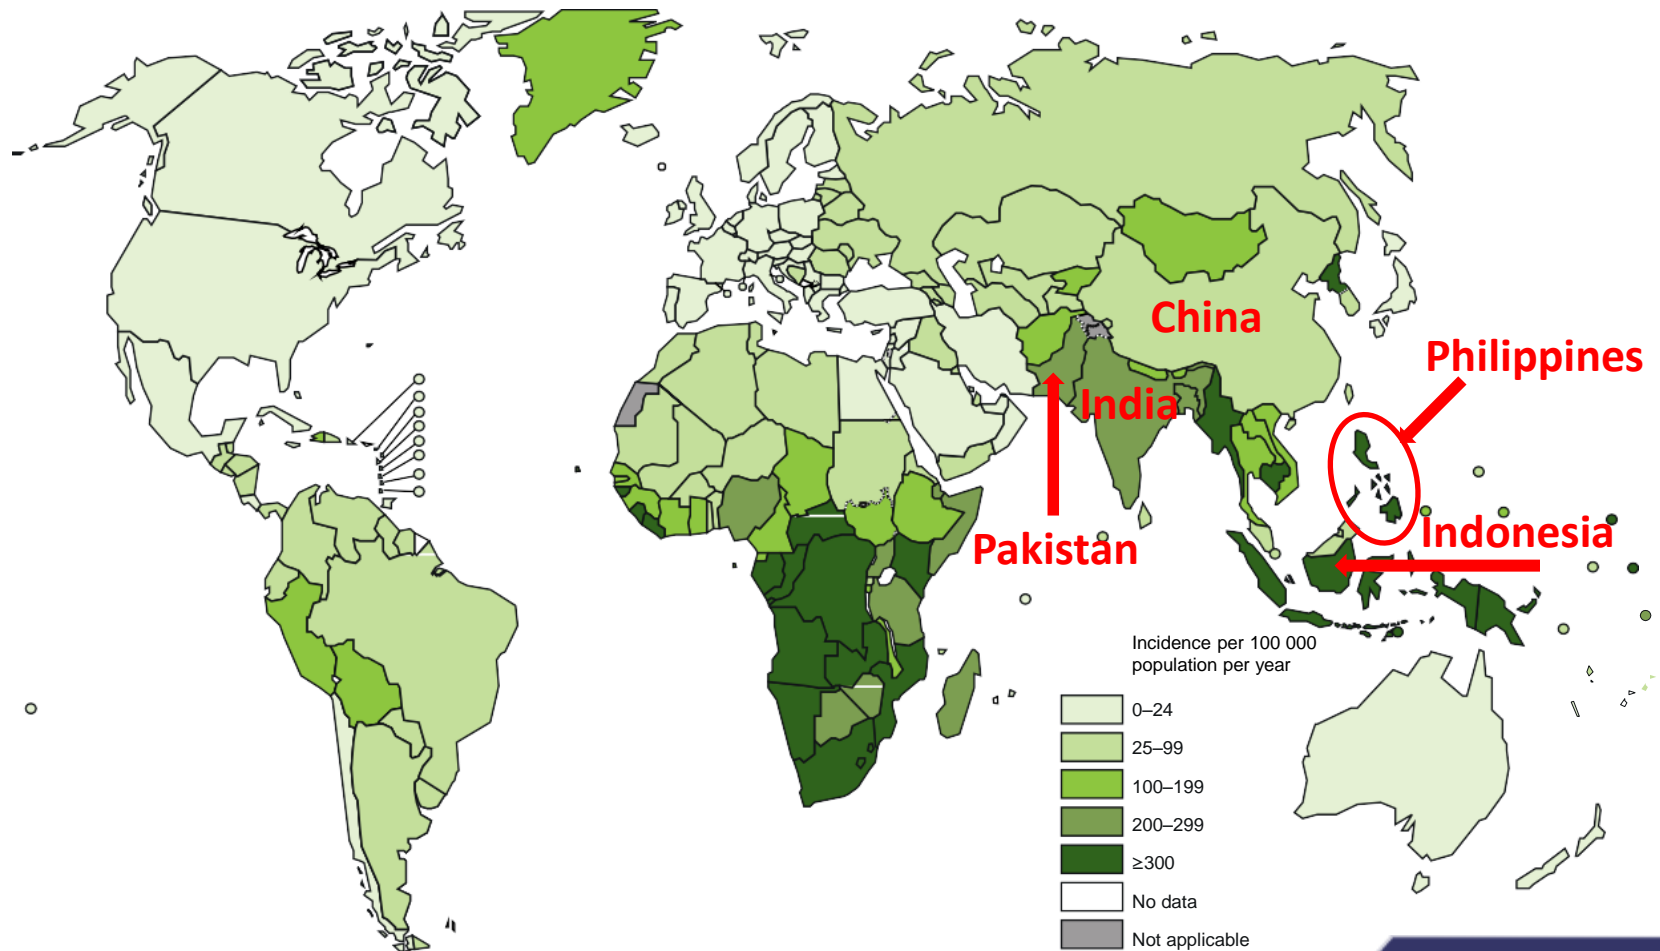 China
Philippines
India
Pakistan
Indonesia
Incidence per 100 000
population per year
0–24
25–99
100–199
200–299
≥300
No data
Not applicable